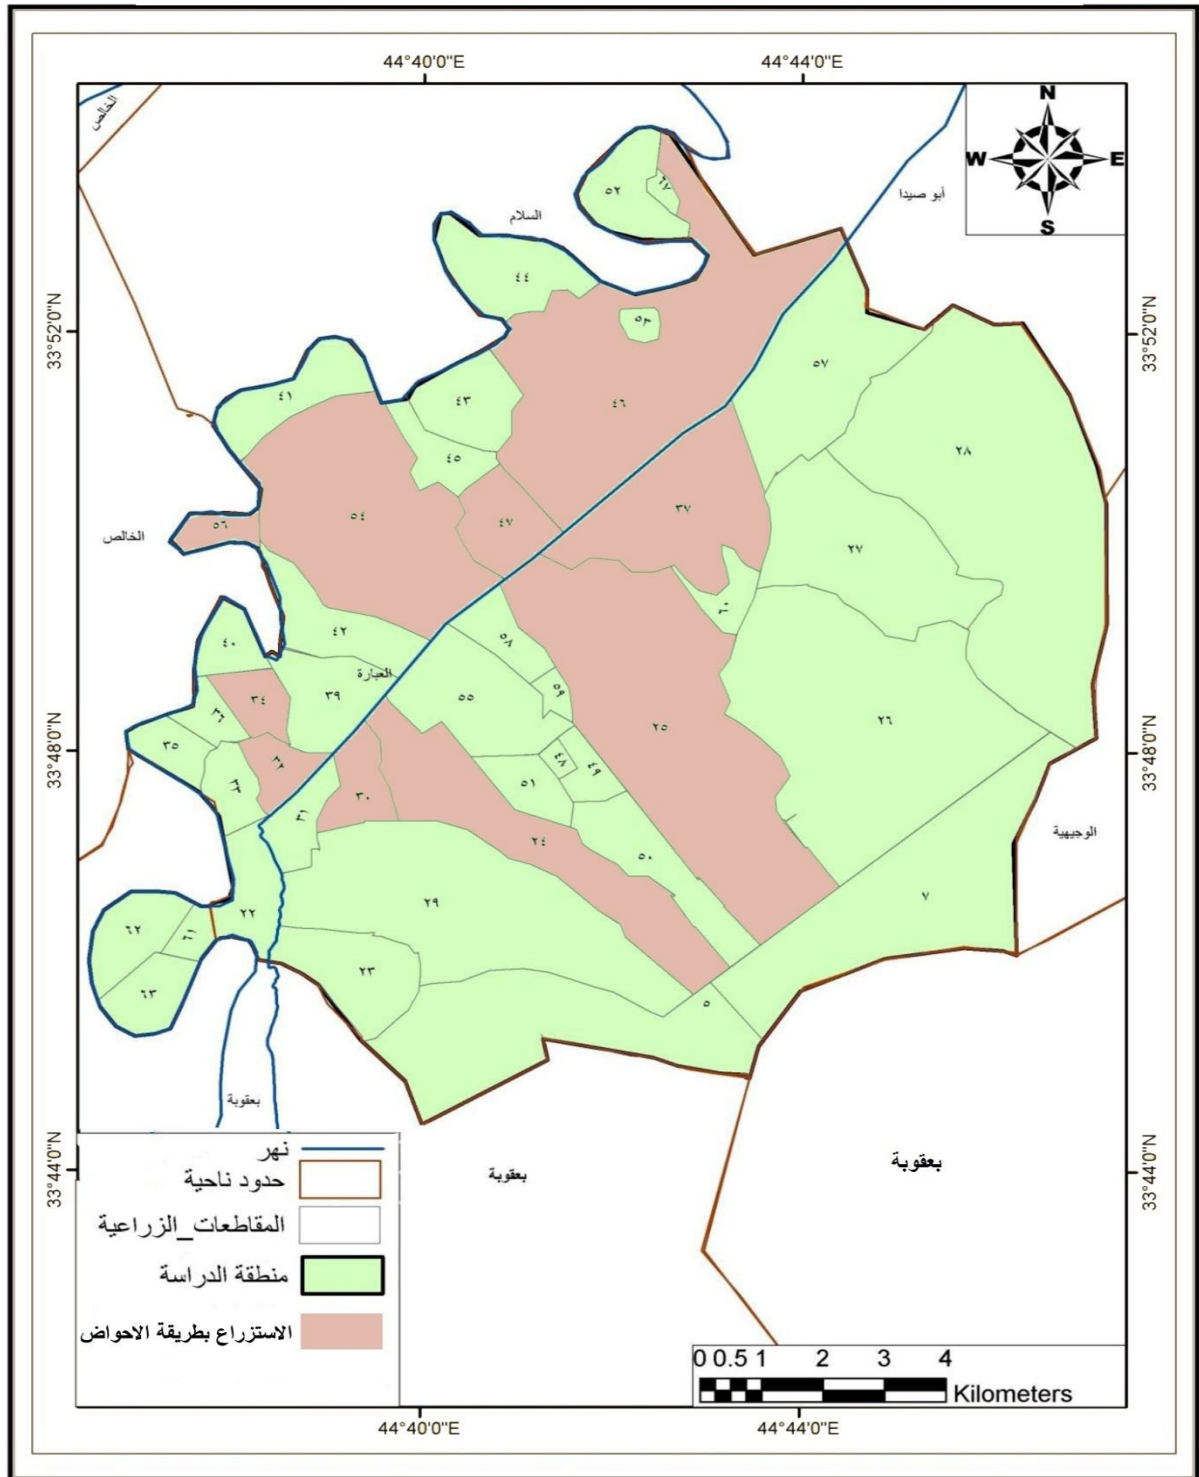 44°40'0"E
44°44'0"E
الخالص
N
W
E
S
أبو صيدا
السلام
٥٢
٤٤
٥٣
33°52'0"N
33°52'0"N
٥٧
٤١
٤٣
٤٦
٤٥
٢٨
٥٦
٥٤
٤٧
٣٧
الخالص
٢٧
٦٠
٤٠
٤٢
٥٨
العبارة
٣٤
٣٩
٥٥
٥٩
٣٦
٢٥
٢٦
33°48'0"N
33°48'0"N
٣٥
٤٨
٤٩
٣٣
٣٢
٣٠
٥١
٣١
٢٤
٥٠
الوجيهية
٧
٢٩
٢٢
٦٢
٦١
٢٣
٦٣
٥
بعقوبة
بعقوبة
بعقوبة
33°44'0"N
33°44'0"N
نهر
حدود ناحية
المقاطعات_الزراعية
منطقة الدراسة
الاستزراع بطريقة الاحواض
0 0.5 1 2 3 4
Kilometers
44°40'0"E
44°44'0"E